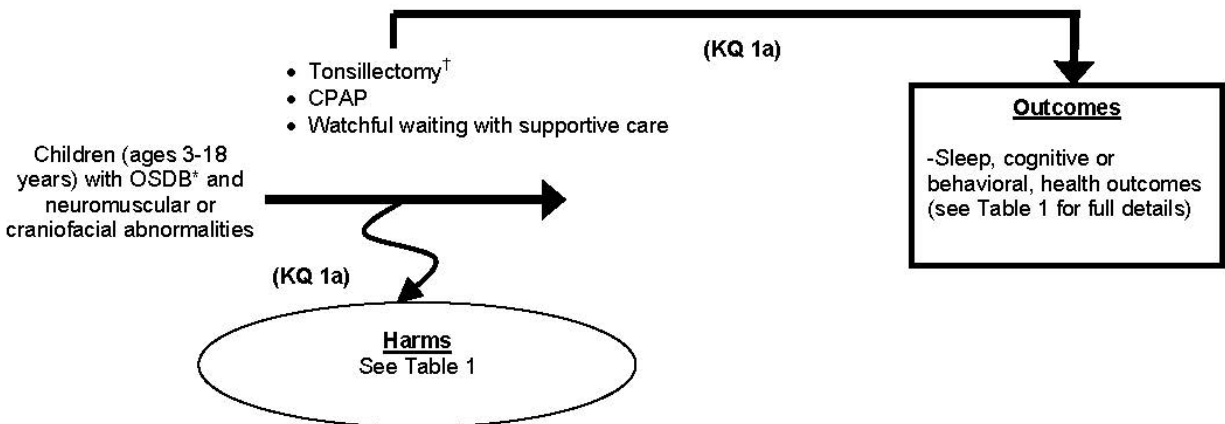 (KQ 1a)
• Tonsillectomy†
• CPAP
• Watchful waiting with supportive care
Children (ages 3-18
years) with OSDB* and
neuromuscular or
craniofacial abnormalities
(KQ 1a)
Harms
See Table 1
Outcomes
-Sleep, cognitive or
behavioral, health outcomes
(see Table 1 for full details)